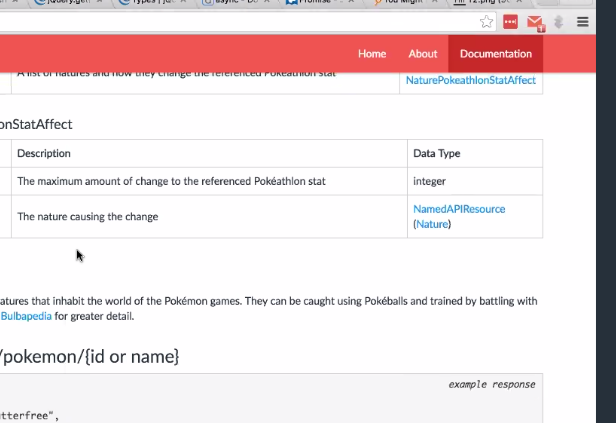 jQuery.get
Types | jQ
async - De
Promise -
You Might
12.png (5
Home About Documentation
A list of natures and how they change the referenced Pokéathlon stat
NaturePokeathlonStatAffect
onStatAffect
Description Data Type
The maximum amount of change to the referenced Pokéathlon stat integer
The nature causing the change NamedAPIResource
(Nature)
atures that inhabit the world of the Pokémon games. They can be caught using Pokéballs and trained by battling with
Bulbapedia for greater detail.
/pokemon/{id or name}
example response
tterfree",